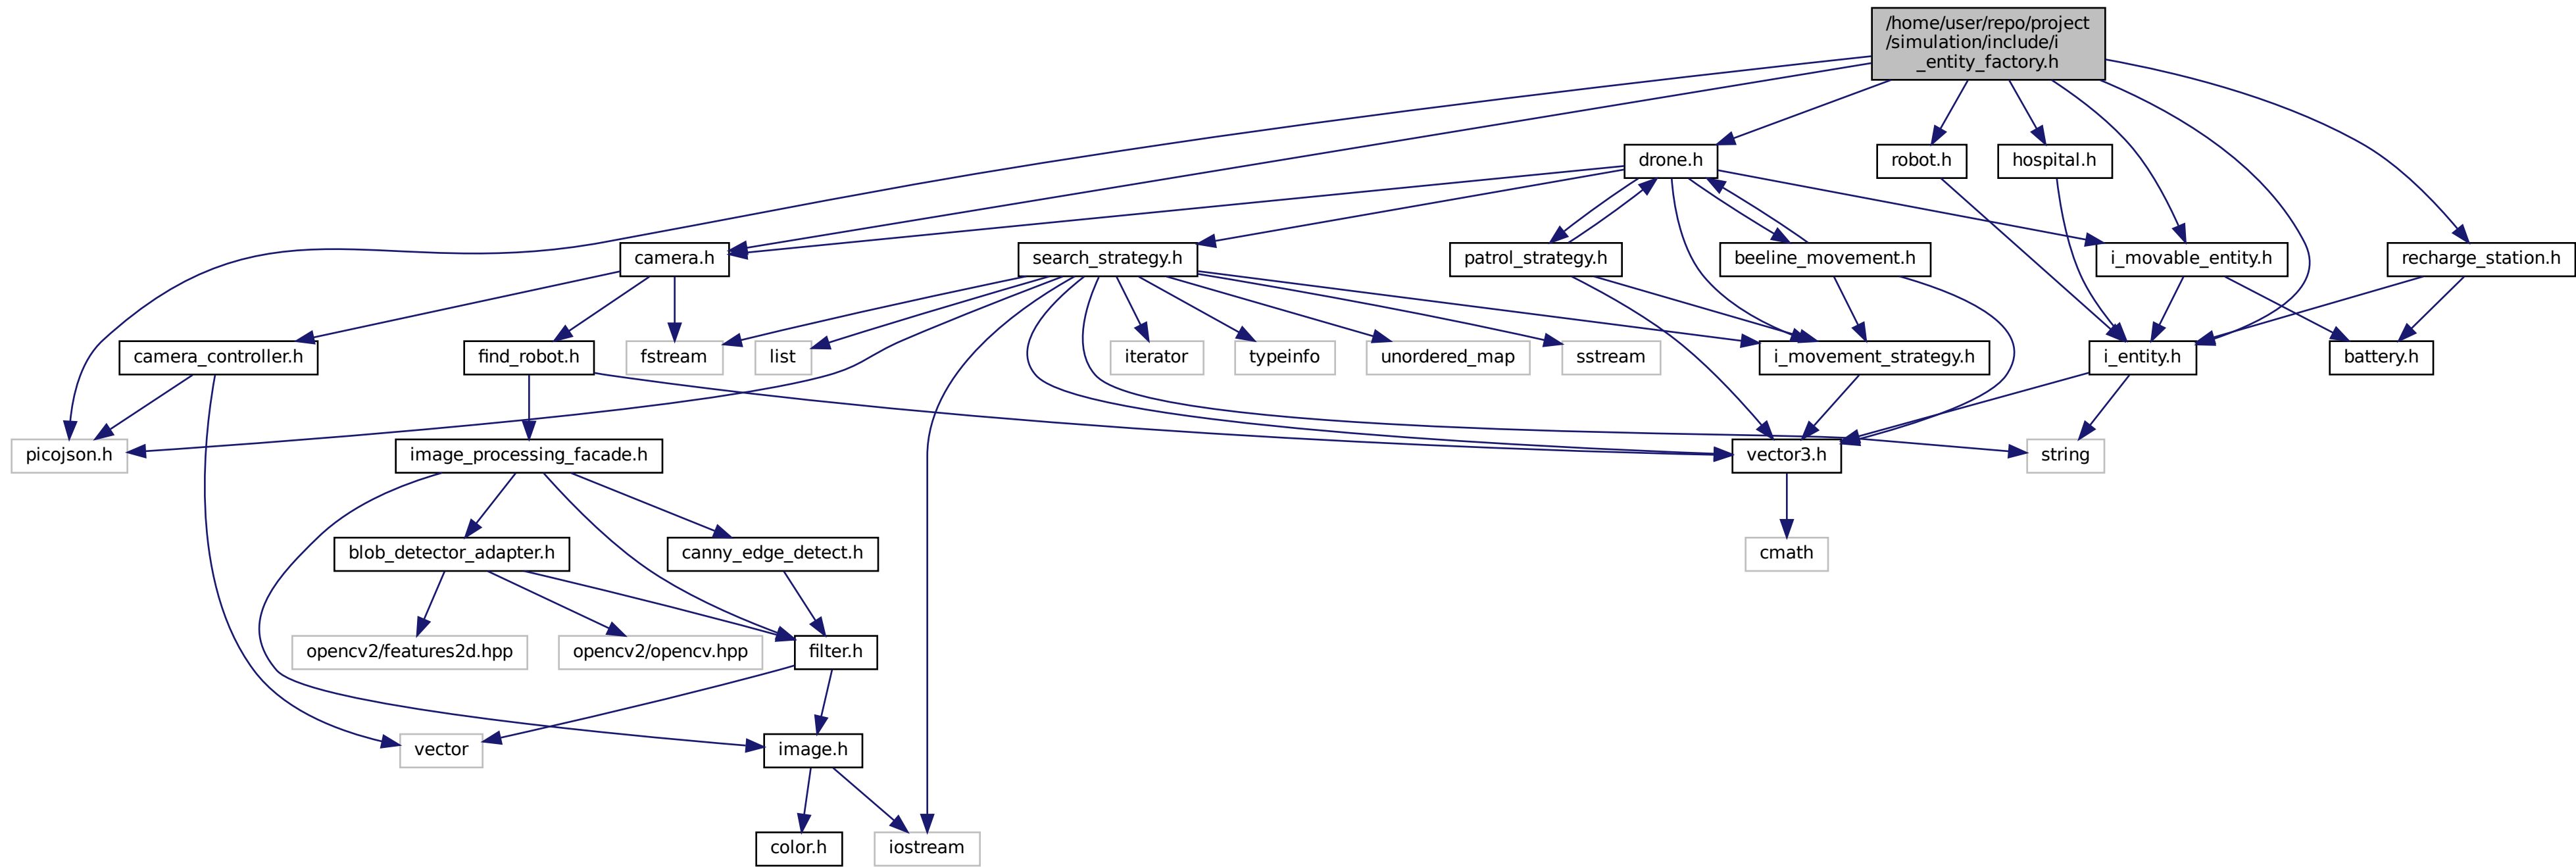 /home/user/repo/project
/simulation/include/i
_entity_factory.h
drone.h
robot.h
hospital.h
camera.h
search_strategy.h
patrol_strategy.h
beeline_movement.h
i_movable_entity.h
recharge_station.h
camera_controller.h
find_robot.h
fstream
list
iterator
typeinfo
unordered_map
sstream
i_movement_strategy.h
i_entity.h
battery.h
picojson.h
image_processing_facade.h
vector3.h
string
blob_detector_adapter.h
canny_edge_detect.h
cmath
opencv2/features2d.hpp
opencv2/opencv.hpp
filter.h
vector
image.h
color.h
iostream